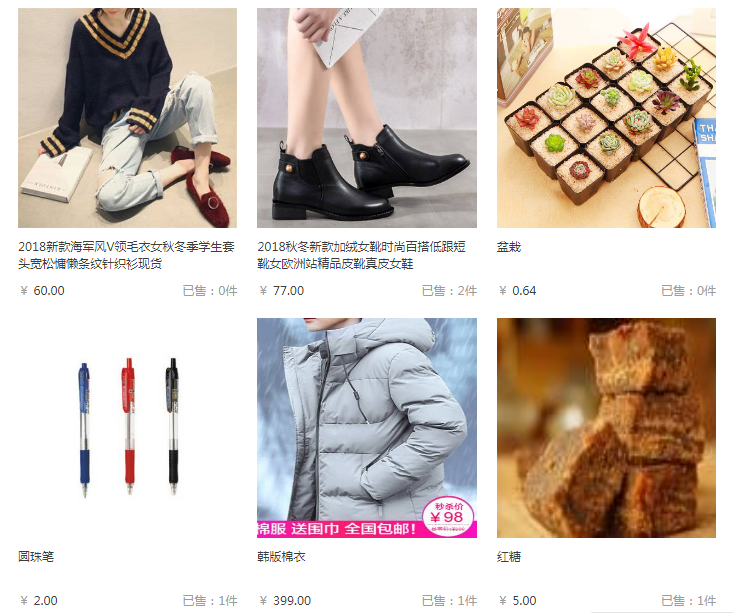 2018新款海军风V领毛衣女秋冬季学生套
头宽松慵懒条纹针织衫现货
￥ 60.00
已售：0件
2018秋冬新款加绒女靴时尚百搭低跟短
靴女欧洲站精品皮靴真皮女鞋
￥ 77.00
已售：2件
盆栽
￥ 0.64
已售：0件
秒杀价
￥98
棉服 送围巾 全国包邮!
圆珠笔
￥ 2.00
已售：1件
韩版棉衣
￥ 399.00
已售：1件
红糖
￥ 5.00
已售：1件